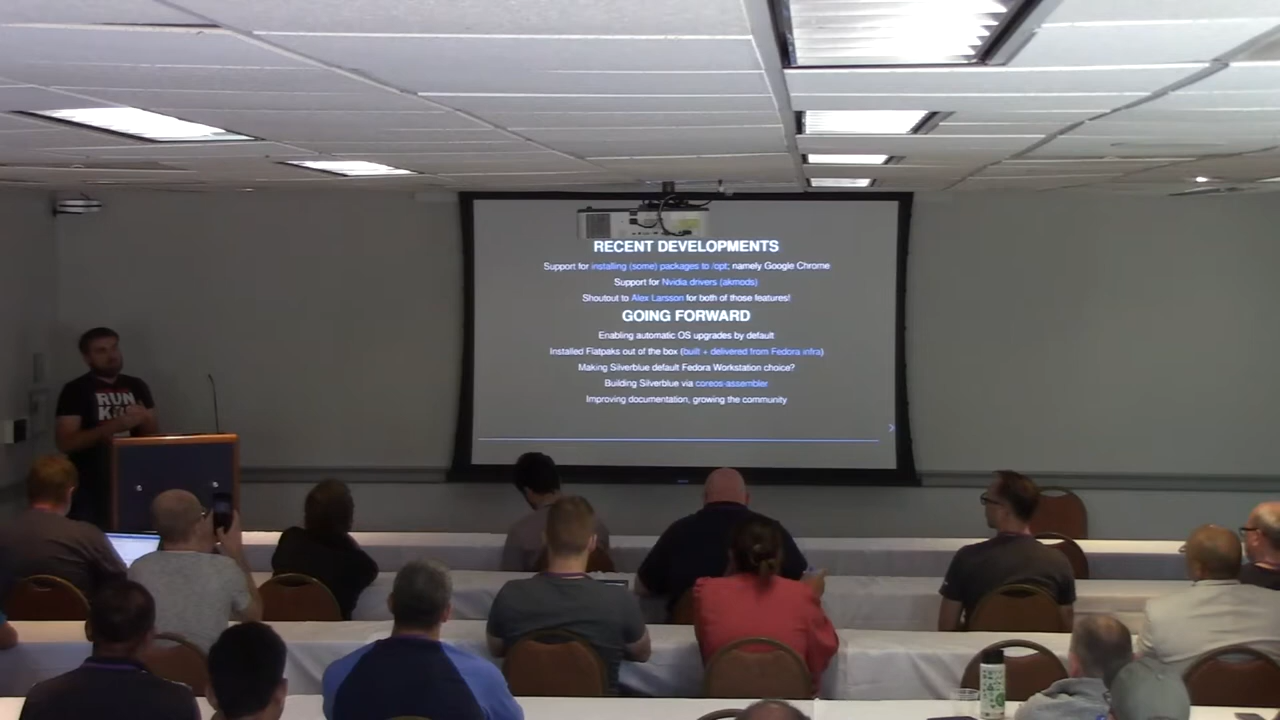 RECENT DEVELOPMENTS
Support for installing (some) packages to /opt; namely Google Chrome
Support for Nvidia drivers (akmods)
Shoutout to Alex Larsson for both of those features!
GOING FORWARD
Enabling automatic OS upgrades by default
Installed Flatpaks out of the box (built + delivered from Fedora infra)
Making Silverblue default Fedora Workstation choice?
Building Silverblue via coreos-assembler
Improving documentation, growing the community
RUN